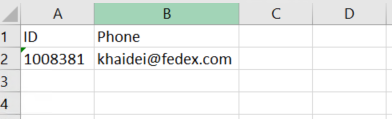 A B C D
1 ID Phone
2 1008381 khaidei@fedex.com
3
4